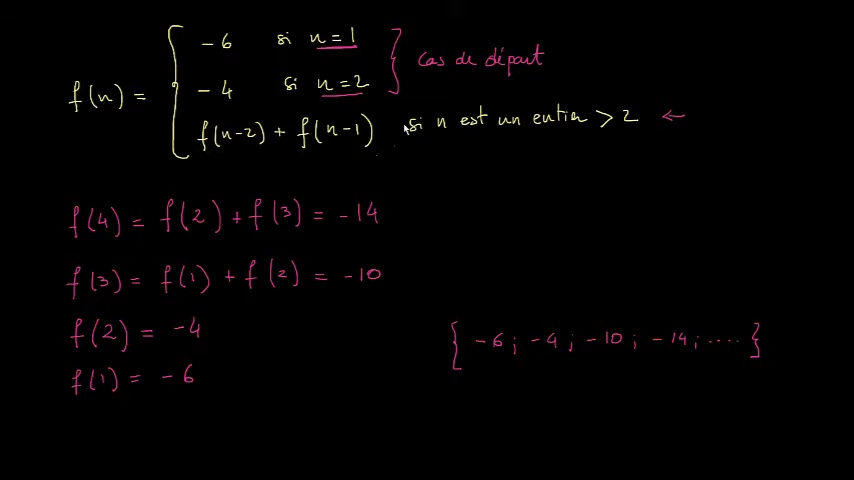 - 6 si n = 1
- 4 si n = 2
cas de départ
f(n) =
f(n-2) + f(n-1) si n est un entier > 2 ←
f(4) = f(2) + f(3) = -14
f(3) = f(1) + f(2) = -10
f(2) = -4
f(1) = -6
{ -6 ; -4 ; -10 ; -14 ; ..... }